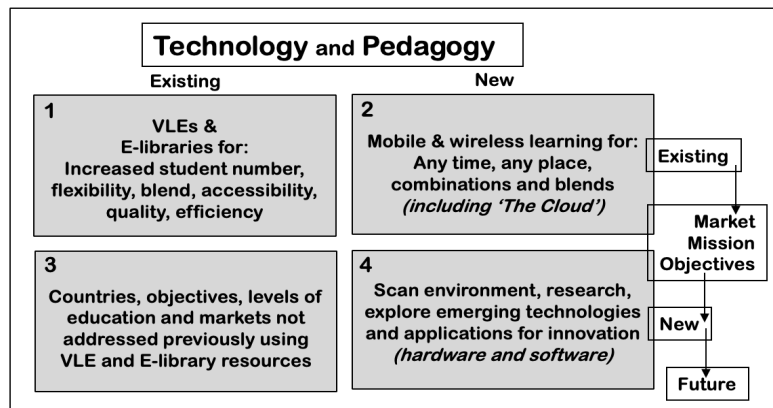 Technology and Pedagogy
Existing
New
1
VLEs &
E-libraries for:
Increased student number,
flexibility, blend, accessibility,
quality, efficiency
2
Mobile & wireless learning for:
Any time, any place,
combinations and blends
(including 'The Cloud')
Existing
Market
Mission
Objectives
3
Countries, objectives, levels of
education and markets not
addressed previously using
VLE and E-library resources
4
Scan environment, research,
explore emerging technologies
and applications for innovation
(hardware and software)
New
Future